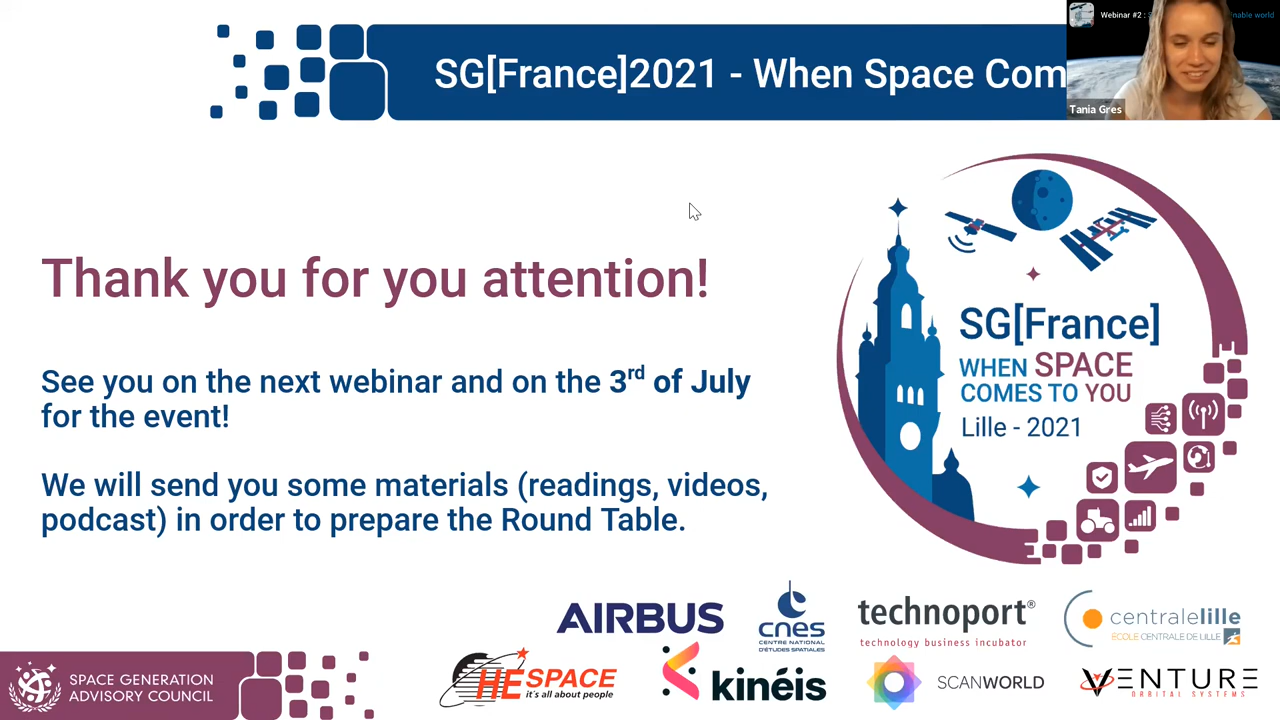 SG[France]2021 - When Space Com
Webinar #2 :
nable world
Tania Gres
Thank you for you attention!
See you on the next webinar and on the 3rd of July
for the event!
We will send you some materials (readings, videos,
podcast) in order to prepare the Round Table.
SG[France]
WHEN SPACE
COMES TO YOU
Lille - 2021
AIRBUS
cnes
CENTRE NATIONAL
D'ÉTUDES SPATIALES
technoport®
technology business incubator
centralelille
ÉCOLE CENTRALE DE LILLE
SPACE GENERATION
ADVISORY COUNCIL
HE SPACE
it's all about people
kinéis
SCANWORLD
VENTURE
ORBITAL SYSTEMS